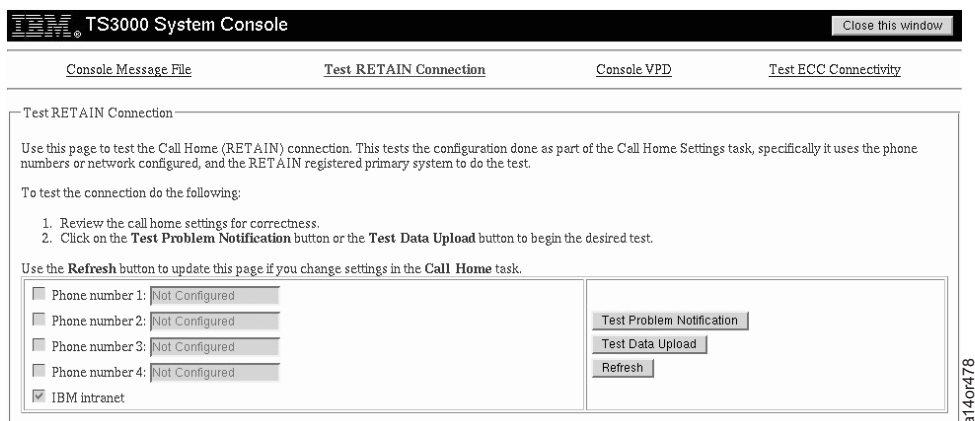 IBM® TS3000 System Console
Close this window
Console Message File
Test RETAIN Connection
Console VPD
Test ECC Connectivity
Test RETAIN Connection
Use this page to test the Call Home (RETAIN) connection. This tests the configuration done as part of the Call Home Settings task, specifically it uses the phone
numbers or network configured, and the RETAIN registered primary system to do the test.
To test the connection do the following:
1. Review the call home settings for correctness.
2. Click on the Test Problem Notification button or the Test Data Upload button to begin the desired test.
Use the Refresh button to update this page if you change settings in the Call Home task.
Phone number 1: Not Configured
Phone number 2: Not Configured
Phone number 3: Not Configured
Phone number 4: Not Configured
IBM intranet
Test Problem Notification
Test Data Upload
Refresh
a14or478